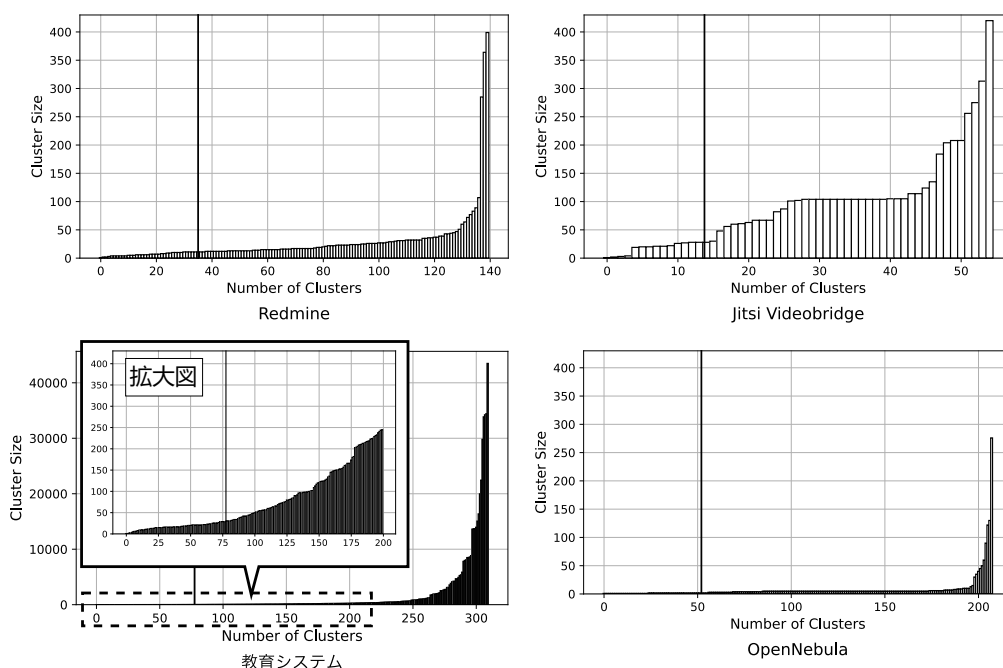 400
350
300
250
200
150
100
50
0
Cluster Size
0 20 40 60 80 100 120 140
Number of Clusters
Redmine
400
350
300
250
200
150
100
50
0
Cluster Size
0 10 20 30 40 50
Number of Clusters
Jitsi Videobridge
40000
30000
20000
10000
0
Cluster Size
拡大図
400
350
300
250
200
150
100
50
0
0 25 50 75 100 125 150 175 200
0 50 100 150 200 250 300
Number of Clusters
教育システム
400
350
300
250
200
150
100
50
0
Cluster Size
0 50 100 150 200
Number of Clusters
OpenNebula